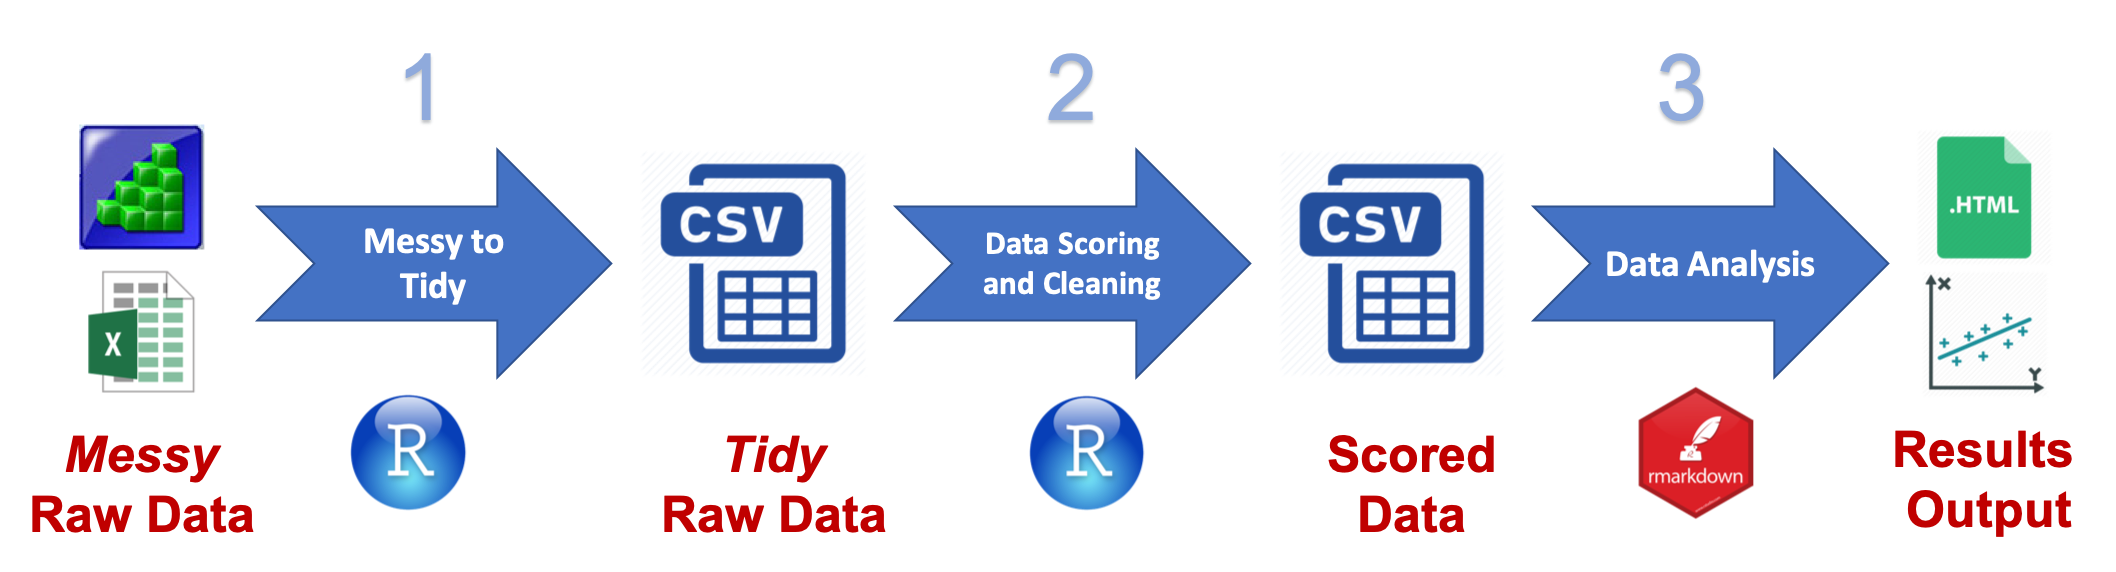 1
2
3
Messy to
Tidy
Data Scoring
and Cleaning
Data Analysis
CSV
CSV
.HTML
X
X
Y
R
R
rmarkdown
Messy
Raw Data
Tidy
Raw Data
Scored
Data
Results
Output